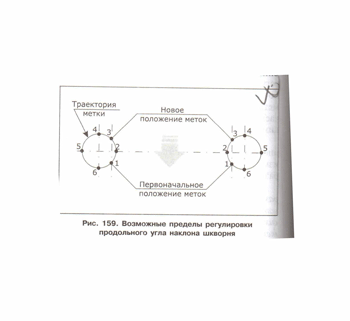 Траектория
метки
Новое
положение меток
4
3
5
2
1
6
3
4
2
5
1
6
Первоначальное
положение меток
Рис. 159. Возможные пределы регулировки
продольного угла наклона шкворня